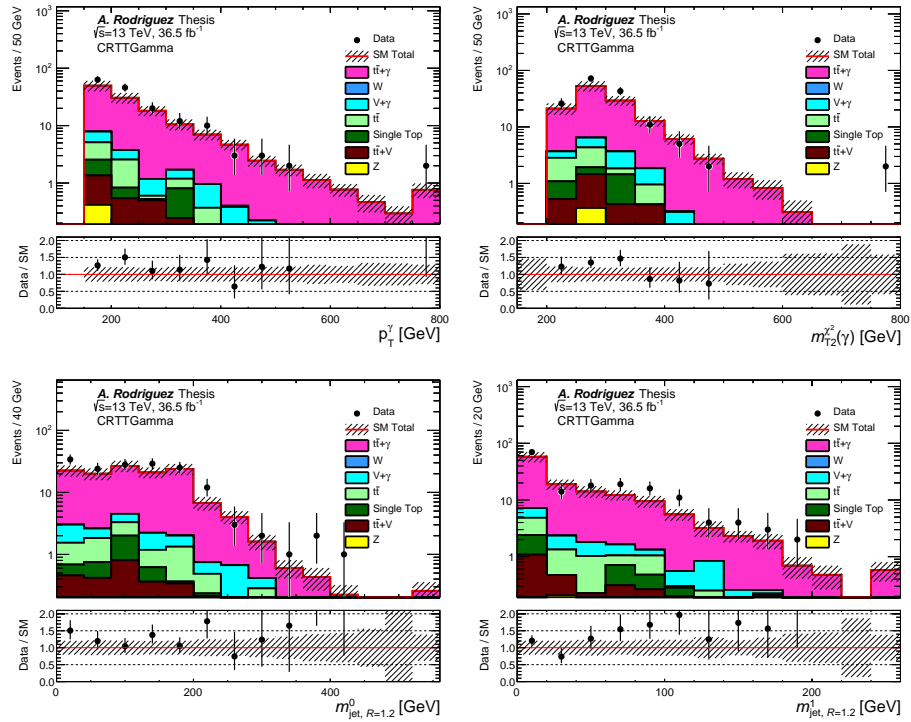 Events / 50 GeV
10³
10²
10
1
A. Rodriguez Thesis
√s=13 TeV, 36.5 fb⁻¹
CRTTGamma
Data
SM Total
tt̄+γ
W
V+γ
tt̄
Single Top
tt̄+V
Z
Data / SM
2.0
1.5
1.0
0.5
0.0
200 400 600 800
p_T^γ [GeV]
Events / 50 GeV
10³
10²
10
1
A. Rodriguez Thesis
√s=13 TeV, 36.5 fb⁻¹
CRTTGamma
Data
SM Total
tt̄+γ
W
V+γ
tt̄
Single Top
tt̄+V
Z
Data / SM
2.0
1.5
1.0
0.5
0.0
200 400 600 800
m_T2^χ²(γ) [GeV]
Events / 40 GeV
10²
10
1
A. Rodriguez Thesis
√s=13 TeV, 36.5 fb⁻¹
CRTTGamma
Data
SM Total
tt̄+γ
W
V+γ
tt̄
Single Top
tt̄+V
Z
Data / SM
2.0
1.5
1.0
0.5
0.0
0 200 400
m⁰_jet, R=1.2 [GeV]
Events / 20 GeV
10³
10²
10
1
A. Rodriguez Thesis
√s=13 TeV, 36.5 fb⁻¹
CRTTGamma
Data
SM Total
tt̄+γ
W
V+γ
tt̄
Single Top
tt̄+V
Z
Data / SM
2.0
1.5
1.0
0.5
0.0
0 100 200
m¹_jet, R=1.2 [GeV]